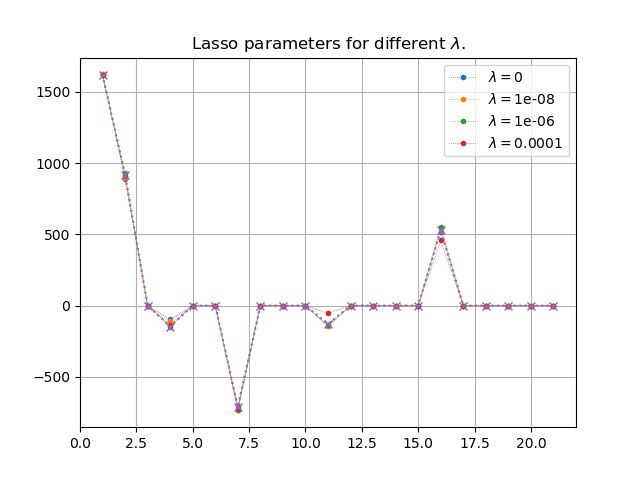 Lasso parameters for different λ.
λ = 0
λ = 1e-08
λ = 1e-06
λ = 0.0001
1500
1000
500
0
−500
0.0 2.5 5.0 7.5 10.0 12.5 15.0 17.5 20.0